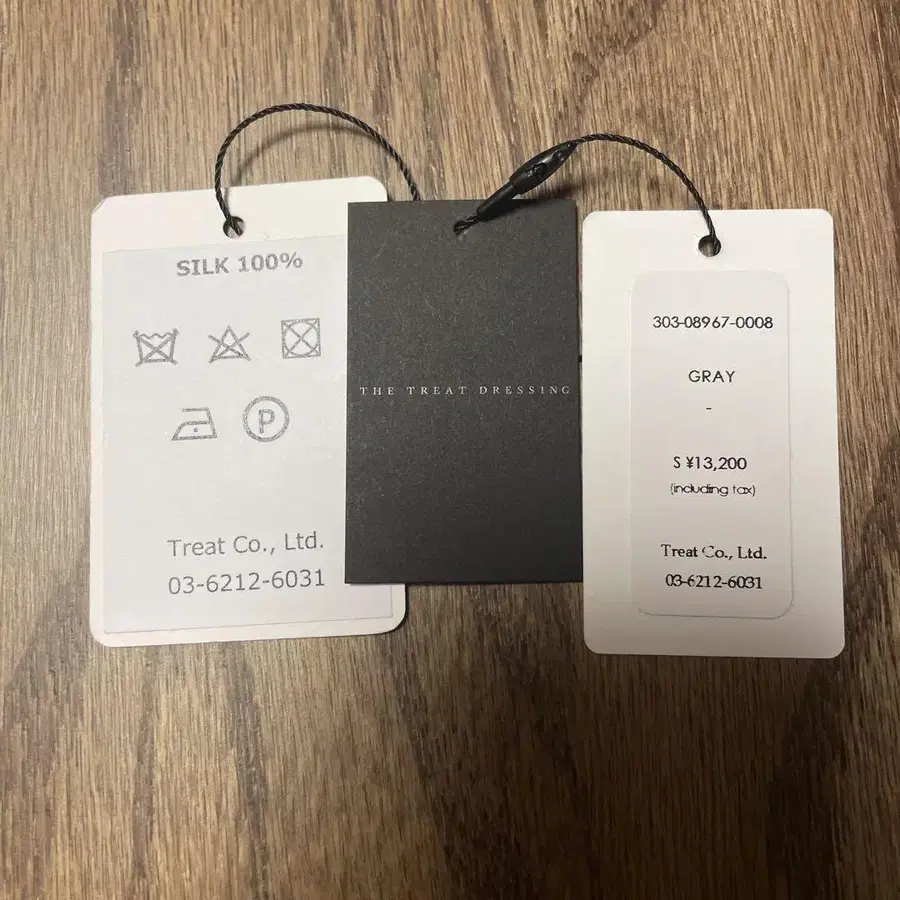 SILK 100%
P
Treat Co., Ltd.
03-6212-6031
THE TREAT DRESSING
303-08967-0008
GRAY
-
S ¥13,200
(including tax)
Treat Co., Ltd.
03-6212-6031